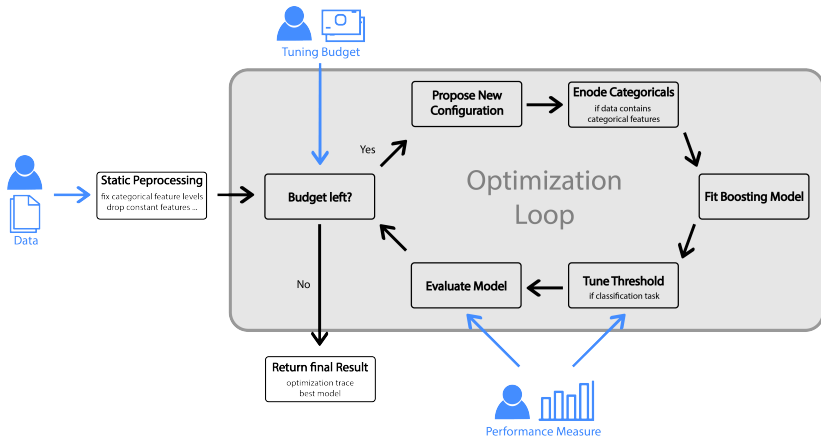 Tuning Budget
Propose New
Configuration
Enode Categoricals
if data contains
categorical features
Yes
Static Peprocessing
fix categorical feature levels
drop constant features ...
Budget left?
Optimization
Loop
Fit Boosting Model
Data
No
Evaluate Model
Tune Threshold
if classification task
Return final Result
optimization trace
best model
Performance Measure